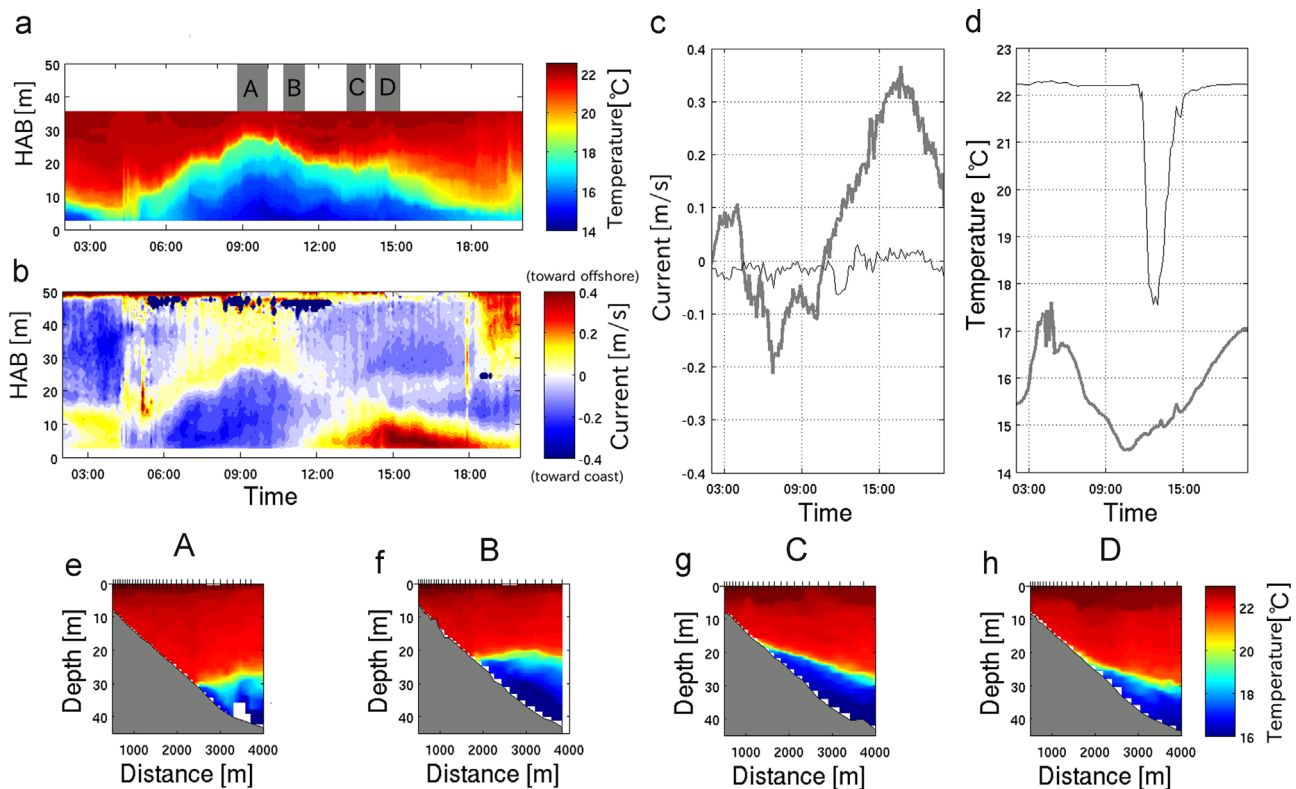 a
HAB [m]
50
40
30
20
10
0
A
B
C
D
03:00
06:00
09:00
12:00
15:00
18:00
22
20
18
16
14
Temperature[℃]
b
HAB [m]
50
40
30
20
10
0
03:00
06:00
09:00
12:00
15:00
18:00
Time
(toward offshore)
0.4
0.2
0
-0.2
-0.4
(toward coast)
Current [m/s]
c
Current [m/s]
0.4
0.3
0.2
0.1
0
-0.1
-0.2
-0.3
-0.4
03:00
09:00
15:00
Time
d
Temperature [℃]
23
22
21
20
19
18
17
16
15
14
03:00
09:00
15:00
Time
A
e
Depth [m]
0
10
20
30
40
1000
2000
3000
4000
Distance [m]
B
f
Depth [m]
0
10
20
30
40
1000
2000
3000
4000
Distance [m]
C
g
Depth [m]
0
10
20
30
40
1000
2000
3000
4000
Distance [m]
D
h
Depth [m]
0
10
20
30
40
1000
2000
3000
4000
Distance [m]
22
20
18
16
Temperature[℃]